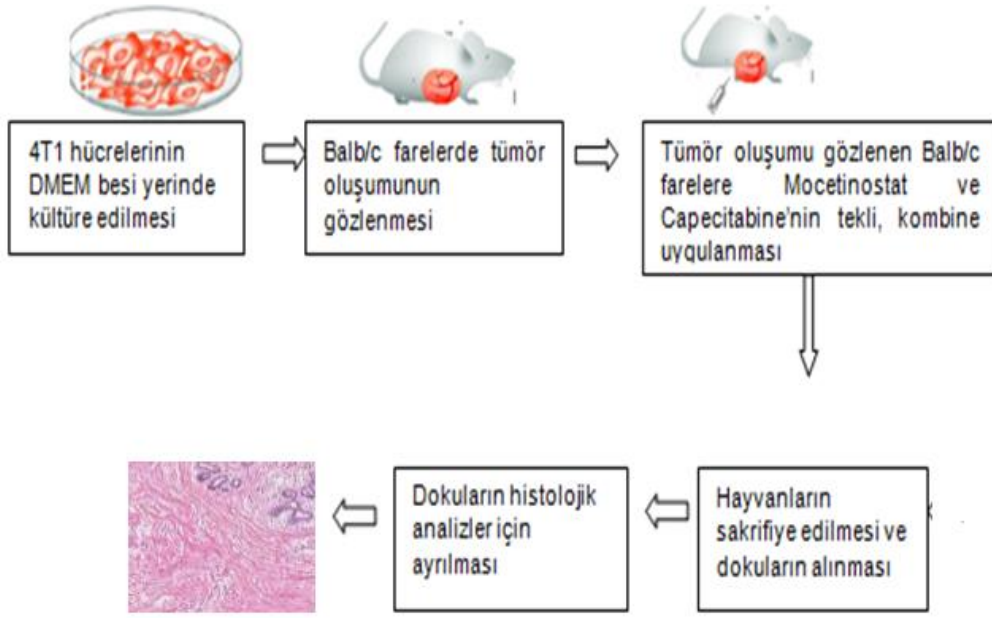 4T1 hücrelerinin
DMEM besi yerinde
kültüre edilmesi
Balb/c farelerde tümör
oluşumunun
gözlenmesi
Tümör oluşumu gözlenen Balb/c
farelere Mocetinostat ve
Capecitabine'nin tekli, kombine
uygulanması
Hayvanların
sakrifiye edilmesi ve
dokuların alınması
Dokuların histolojik
analizler için
ayrılması